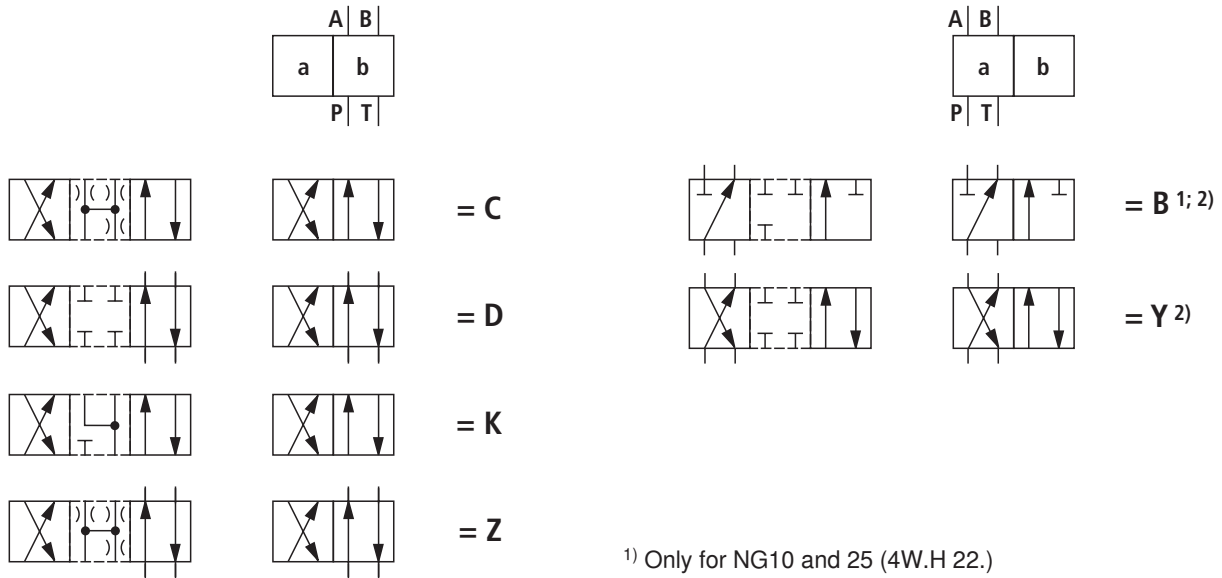 A B
a b
P T
A B
a b
P T
= C
= B 1; 2)
= D
= Y 2)
= K
= Z
1) Only for NG10 and 25 (4W.H 22.)